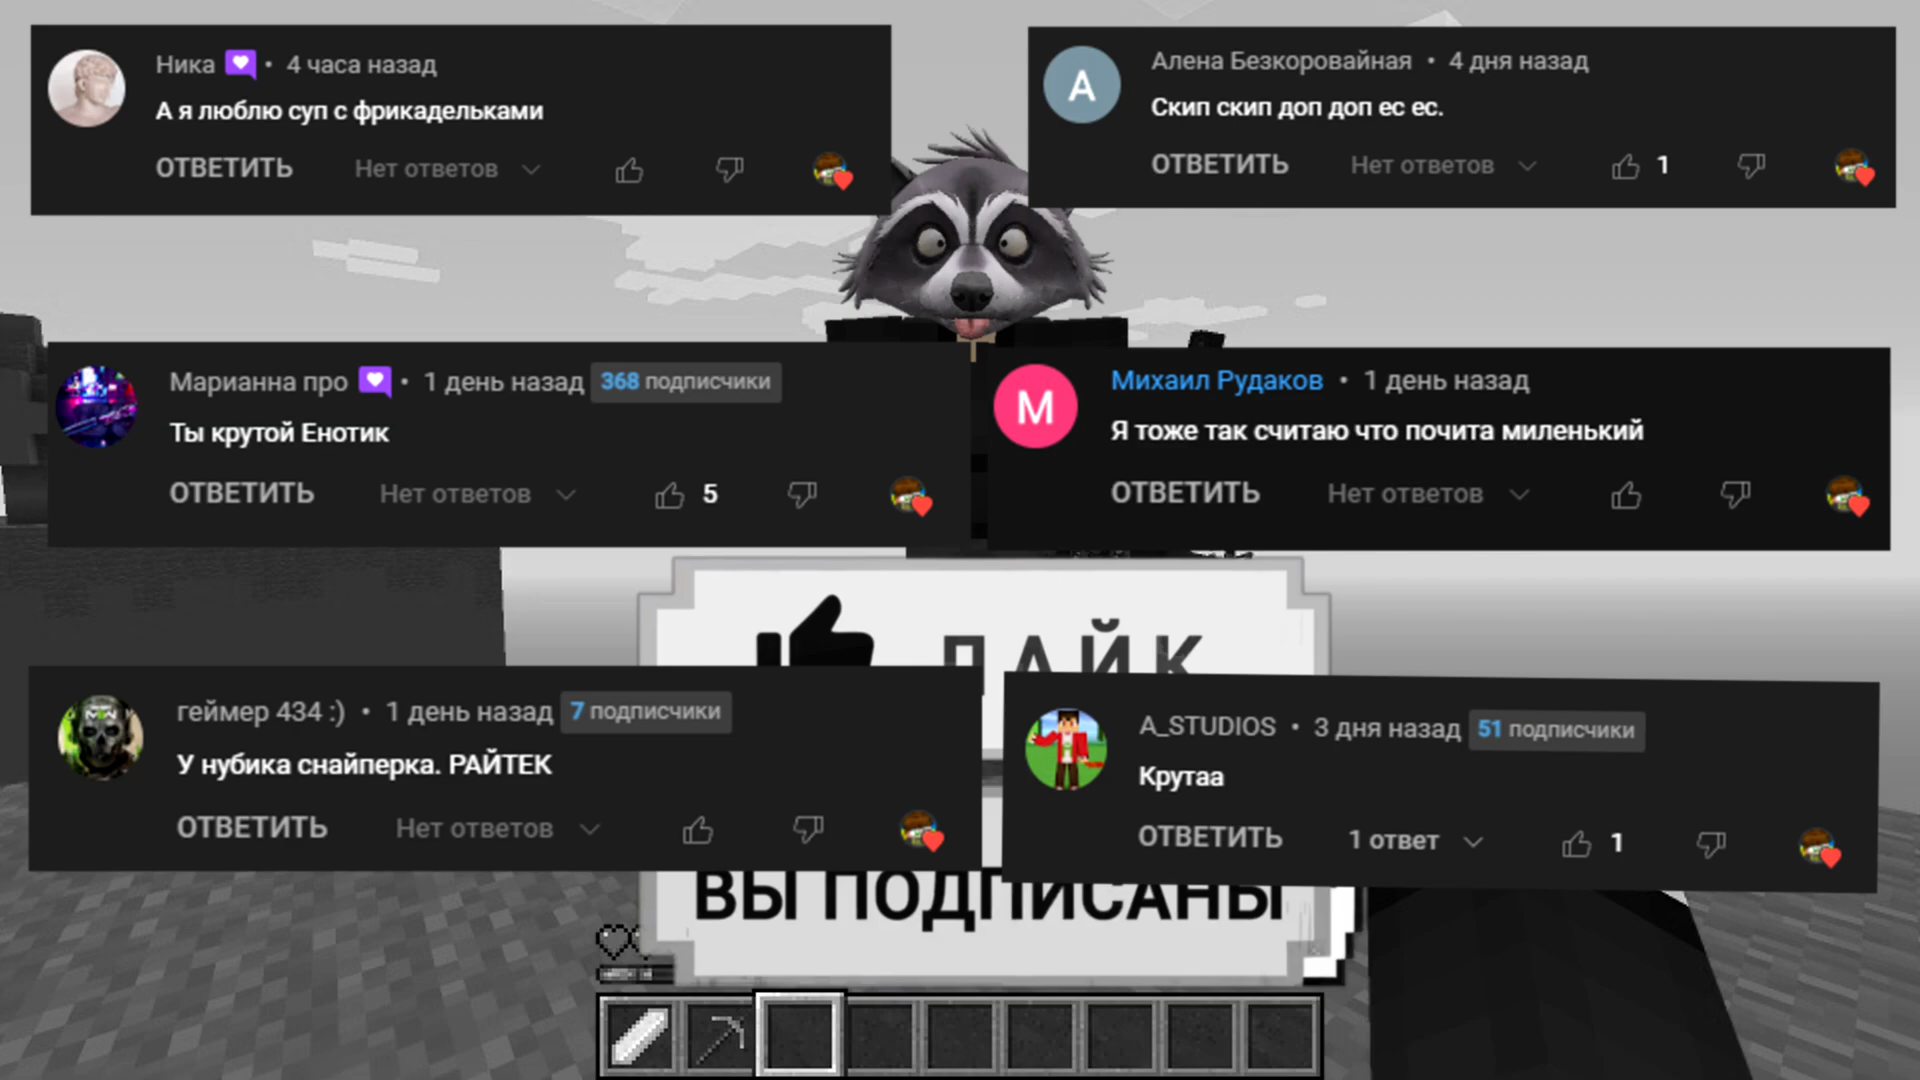 Ника • 4 часа назад
А я люблю суп с фрикадельками
ОТВЕТИТЬ Нет ответов
Алена Безкоровайная • 4 дня назад
Скип скип доп доп ес ес.
ОТВЕТИТЬ Нет ответов 1
Марианна про • 1 день назад 368 подписчики
Ты крутой Енотик
ОТВЕТИТЬ Нет ответов 5
М
Михаил Рудаков • 1 день назад
Я тоже так считаю что почита миленький
ОТВЕТИТЬ Нет ответов
ЛАЙК
геймер 434 :) • 1 день назад 7 подписчики
У нубика снайперка. РАЙТЕК
ОТВЕТИТЬ Нет ответов
A_STUDIOS • 3 дня назад 51 подписчики
Крутаа
ОТВЕТИТЬ 1 ответ 1
ВЫ ПОДПИСАНЫ